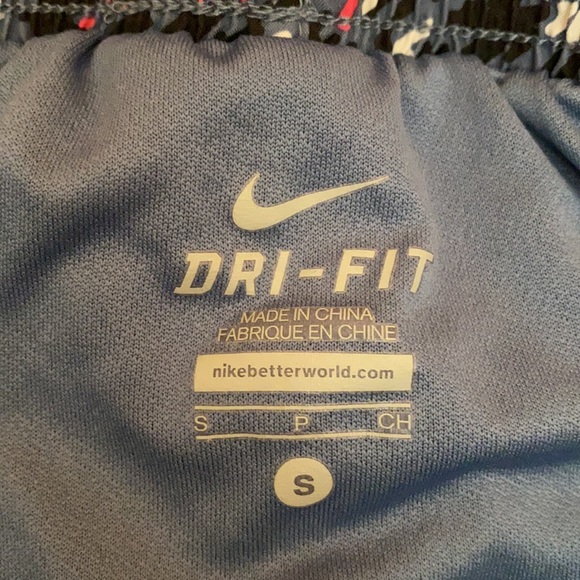 DRI-FIT
MADE IN CHINA
FABRIQUE EN CHINE
nikebetterworld.com
S P CH
S